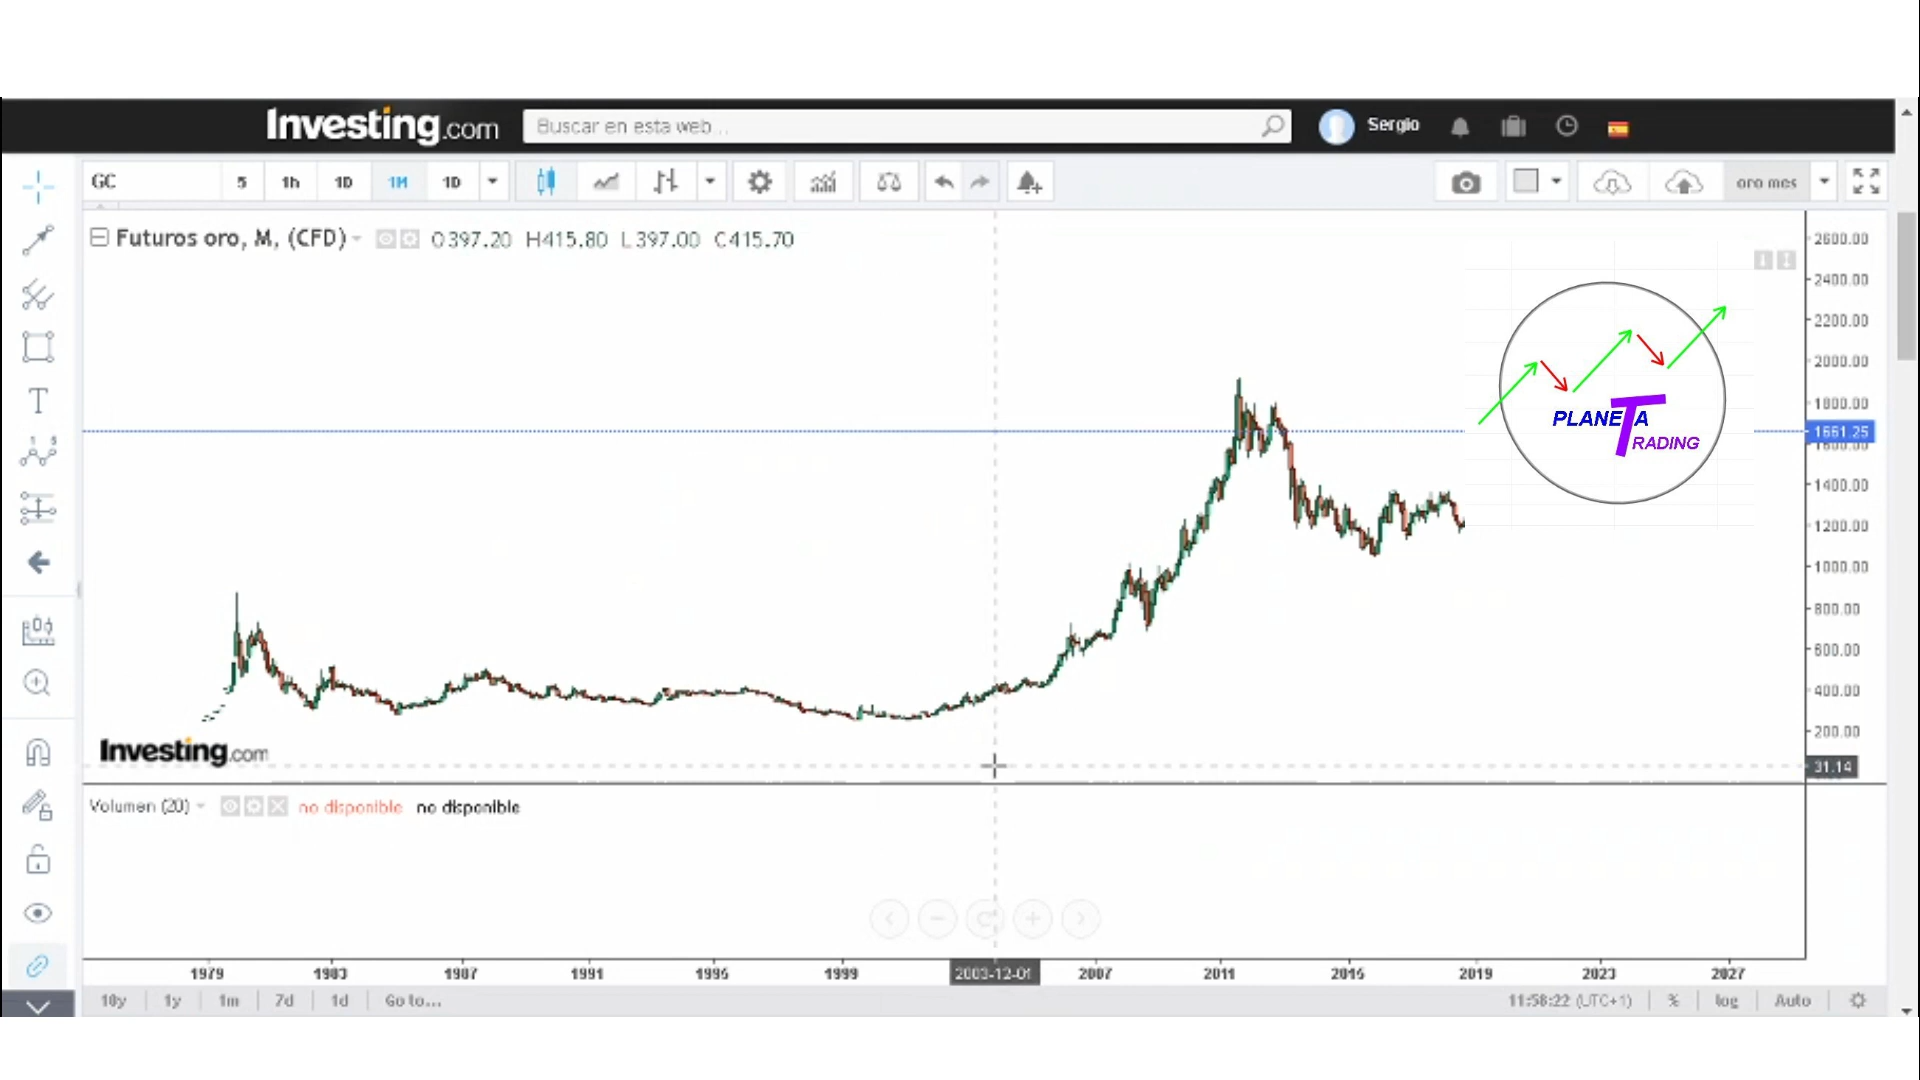 Investing.com Buscar en esta web... Sergio
GC 5 1h 1D 1M 1D oro mes
Futuros oro, M, (CFD) O397.20 H415.80 L397.00 C415.70
2600.00
2400.00
2200.00
2000.00
1800.00
1661.25
1600.00
1400.00
1200.00
1000.00
800.00
600.00
400.00
200.00
31.14
PLANETA
TRADING
Investing.com
Volumen (20) no disponible no disponible
1979 1983 1987 1991 1995 1999 2003-12-01 2007 2011 2015 2019 2023 2027
10y 1y 1m 7d 1d Go to... 11:58:22 (UTC+1) % log Auto